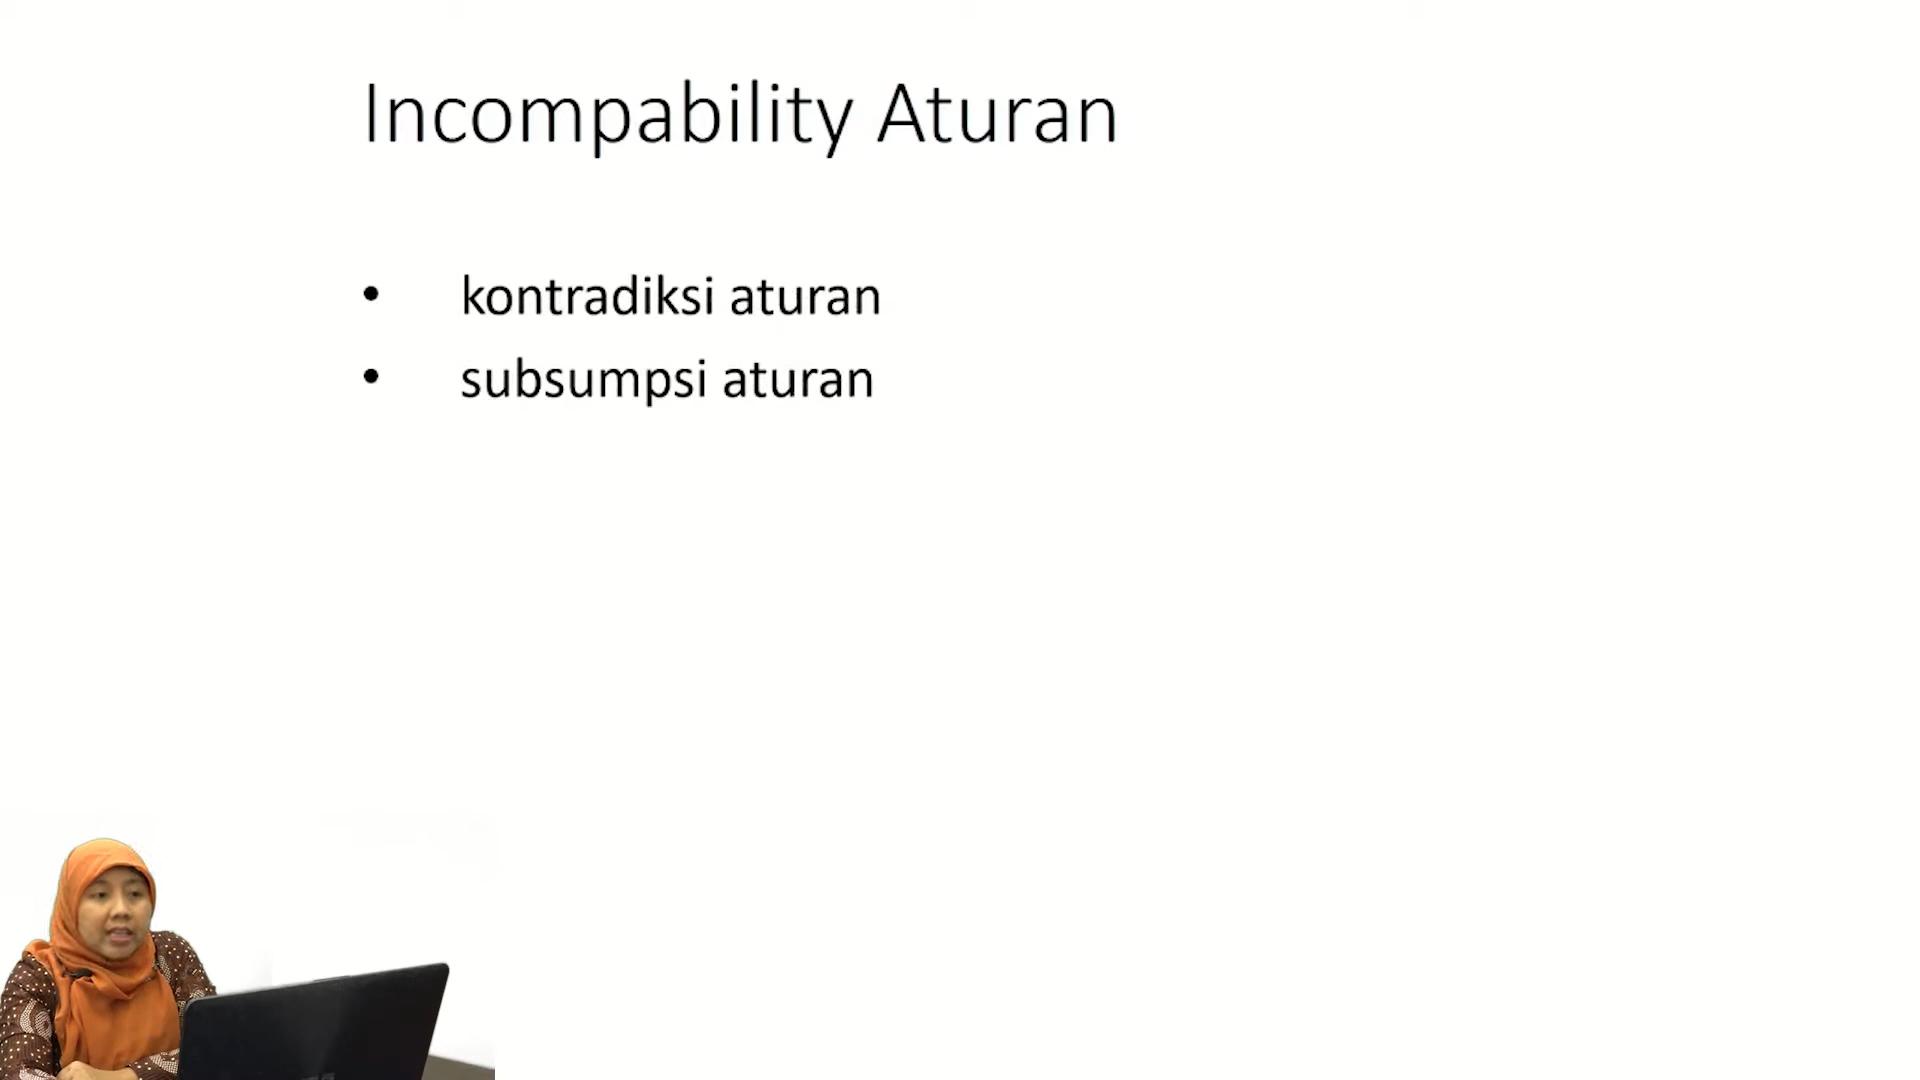 Incompability Aturan
• kontradiksi aturan
• subsumpsi aturan